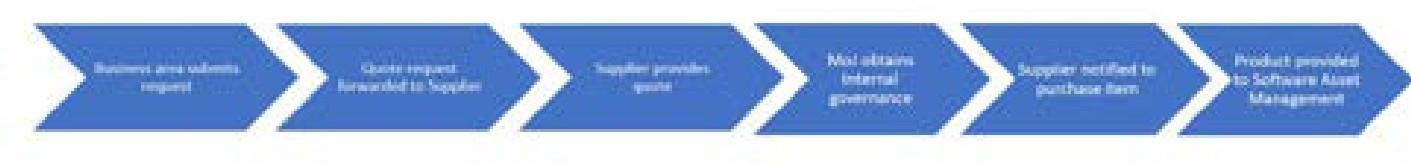 Business area submits
request
Quote request
forwarded to Supplier
Supplier provides
quote
MoJ obtains
internal
governance
Supplier notified to
purchase item
Product provided
to Software Asset
Management